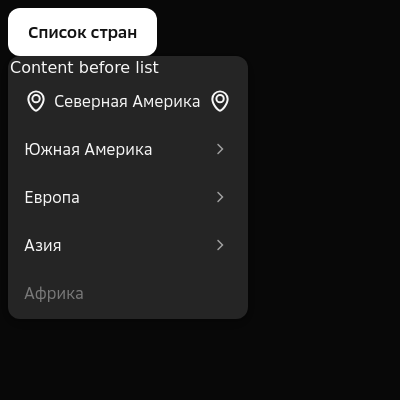 Список стран
Content before list
Северная Америка
Южная Америка
Европа
Азия
Африка